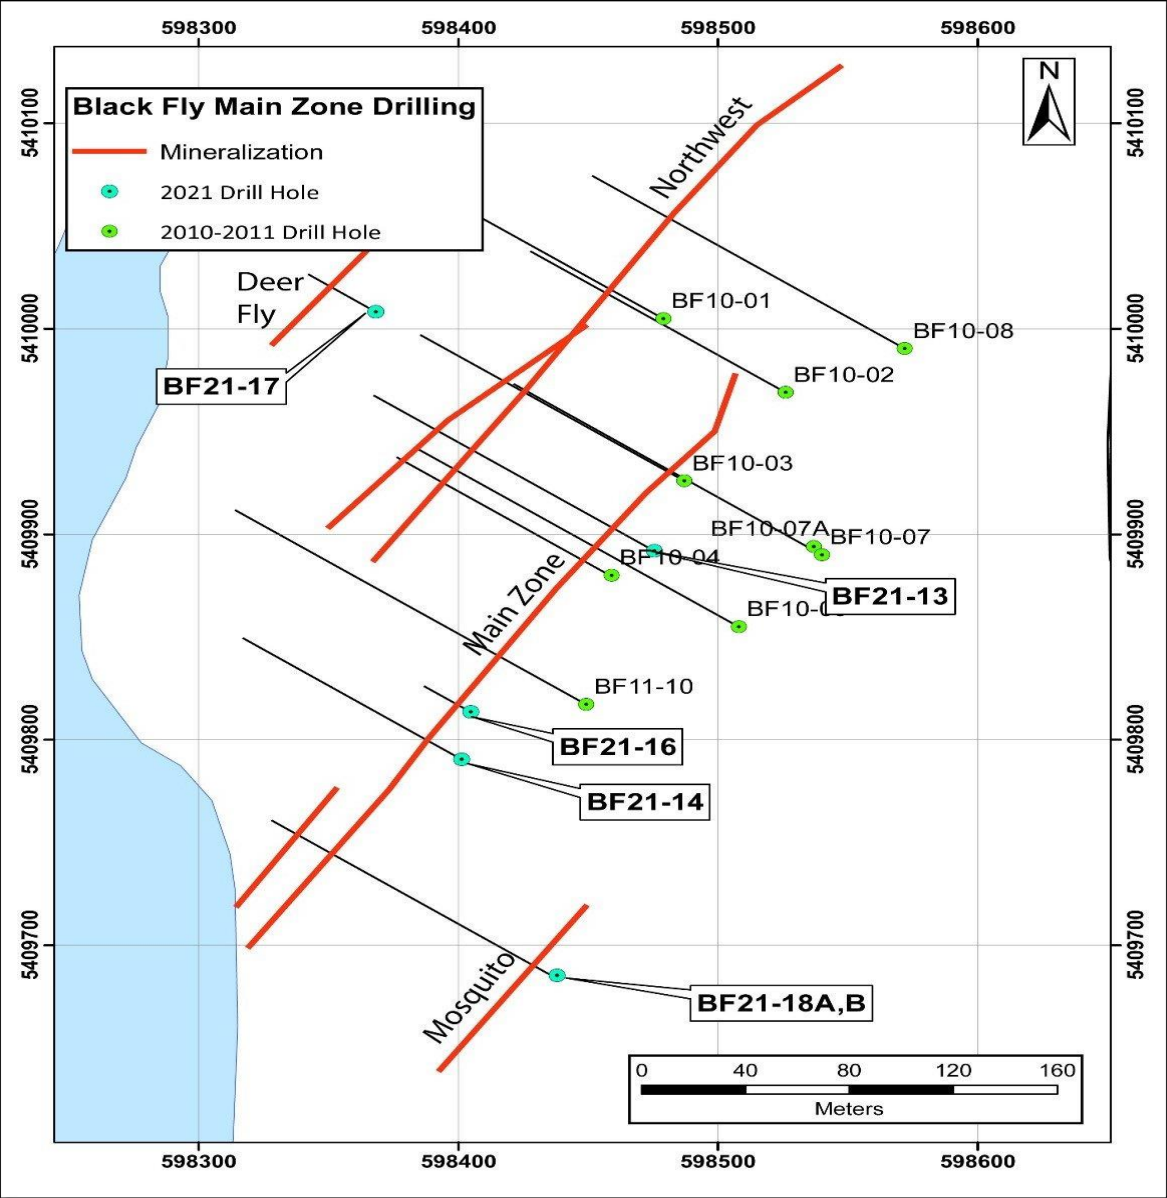 598300 598400 598500 598600
Black Fly Main Zone Drilling
Mineralization
2021 Drill Hole
2010-2011 Drill Hole
N
5410100
5410100
Northwest
Deer
Fly
BF10-01
BF10-08
5410000
5410000
BF21-17
BF10-02
BF10-03
BF10-07A
BF10-07
5409900
5409900
BF10-04
BF21-13
BF10-0
Main Zone
BF11-10
BF21-16
5409800
5409800
BF21-14
5409700
5409700
Mosquito
BF21-18A,B
0 40 80 120 160
Meters
598300 598400 598500 598600